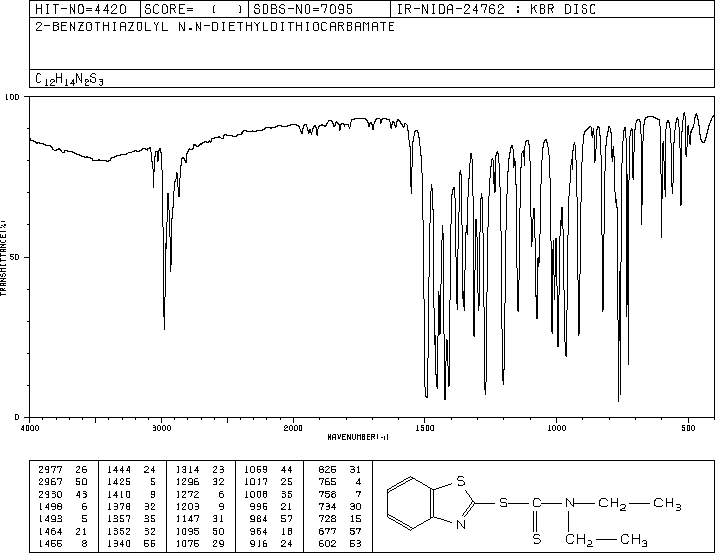 HIT-NO=4420 SCORE= ( ) SDBS-NO=7095 IR-NIDA-24762 : KBR DISC
2-BENZOTHIAZOLYL N,N-DIETHYLDITHIOCARBAMATE
C12H14N2S3
100
TRANSMITTANCE(%)
50
0
4000 3000 2000 1500 1000 500
WAVENUMBER(-1)
2977 26 1444 24 1314 23 1069 44 826 31
2967 50 1425 5 1296 32 1017 25 765 4
2930 43 1410 9 1272 6 1008 35 758 7
1498 6 1378 32 1203 9 996 21 734 30
1493 5 1357 35 1147 31 984 57 728 15
1464 21 1352 32 1095 50 964 18 677 57
1455 8 1340 55 1076 29 916 24 602 53
S
S C N CH2 CH3
N
S CH2 CH3